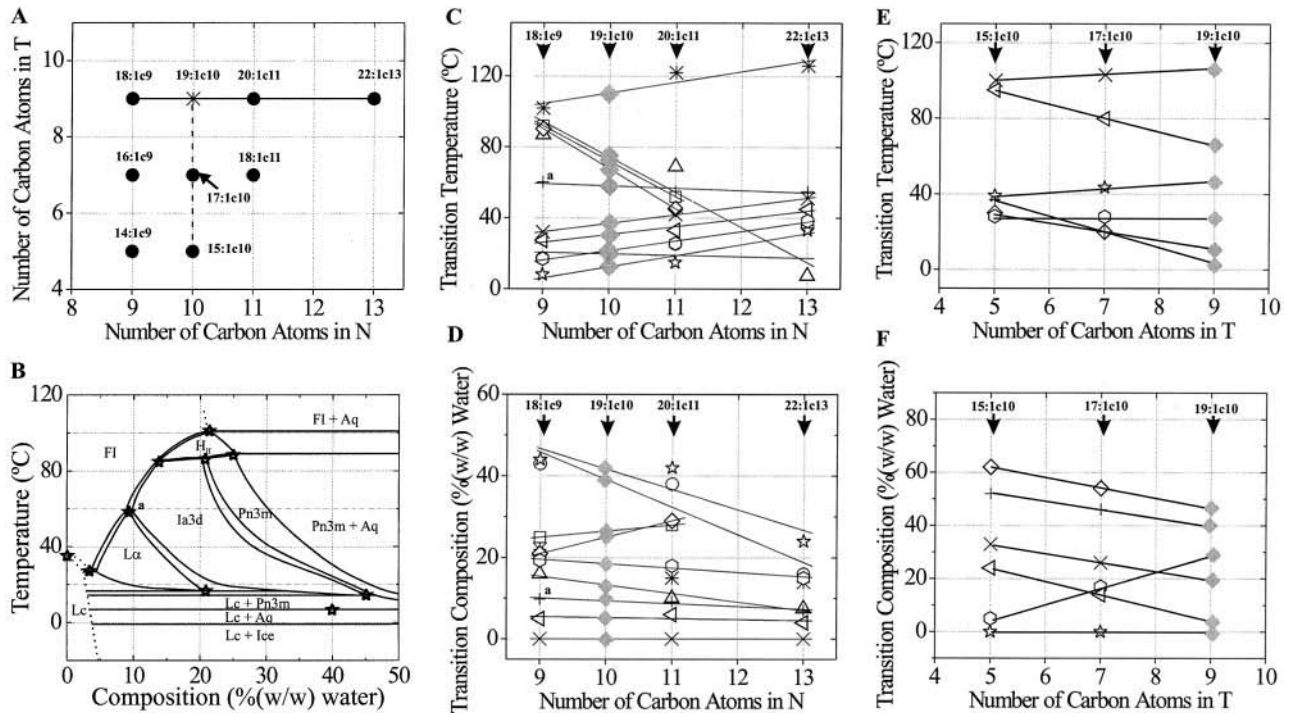 A
Number of Carbon Atoms in T
10
8
6
4
18:1c9
19:1c10
20:1c11
22:1c13
16:1c9
18:1c11
17:1c10
14:1c9
15:1c10
8 9 10 11 12 13
Number of Carbon Atoms in N
B
Temperature (ºC)
120
80
40
0
FI + Aq
FI
HII
a
Ia3d
Pn3m
Pn3m + Aq
Lα
Lc
Lc + Pn3m
Lc + Aq
Lc + Ice
0 10 20 30 40 50
Composition (%(w/w) water)
C
Transition Temperature (ºC)
120
80
40
0
18:1c9 19:1c10 20:1c11 22:1c13
a
9 10 11 12 13
Number of Carbon Atoms in N
D
Transition Composition (%(w/w) Water)
60
40
20
0
18:1c9 19:1c10 20:1c11 22:1c13
a
9 10 11 12 13
Number of Carbon Atoms in N
E
Transition Temperature (ºC)
120
80
40
0
15:1c10 17:1c10 19:1c10
4 5 6 7 8 9 10
Number of Carbon Atoms in T
F
Transition Composition (%(w/w) Water)
80
60
40
20
0
15:1c10 17:1c10 19:1c10
4 5 6 7 8 9 10
Number of Carbon Atoms in T